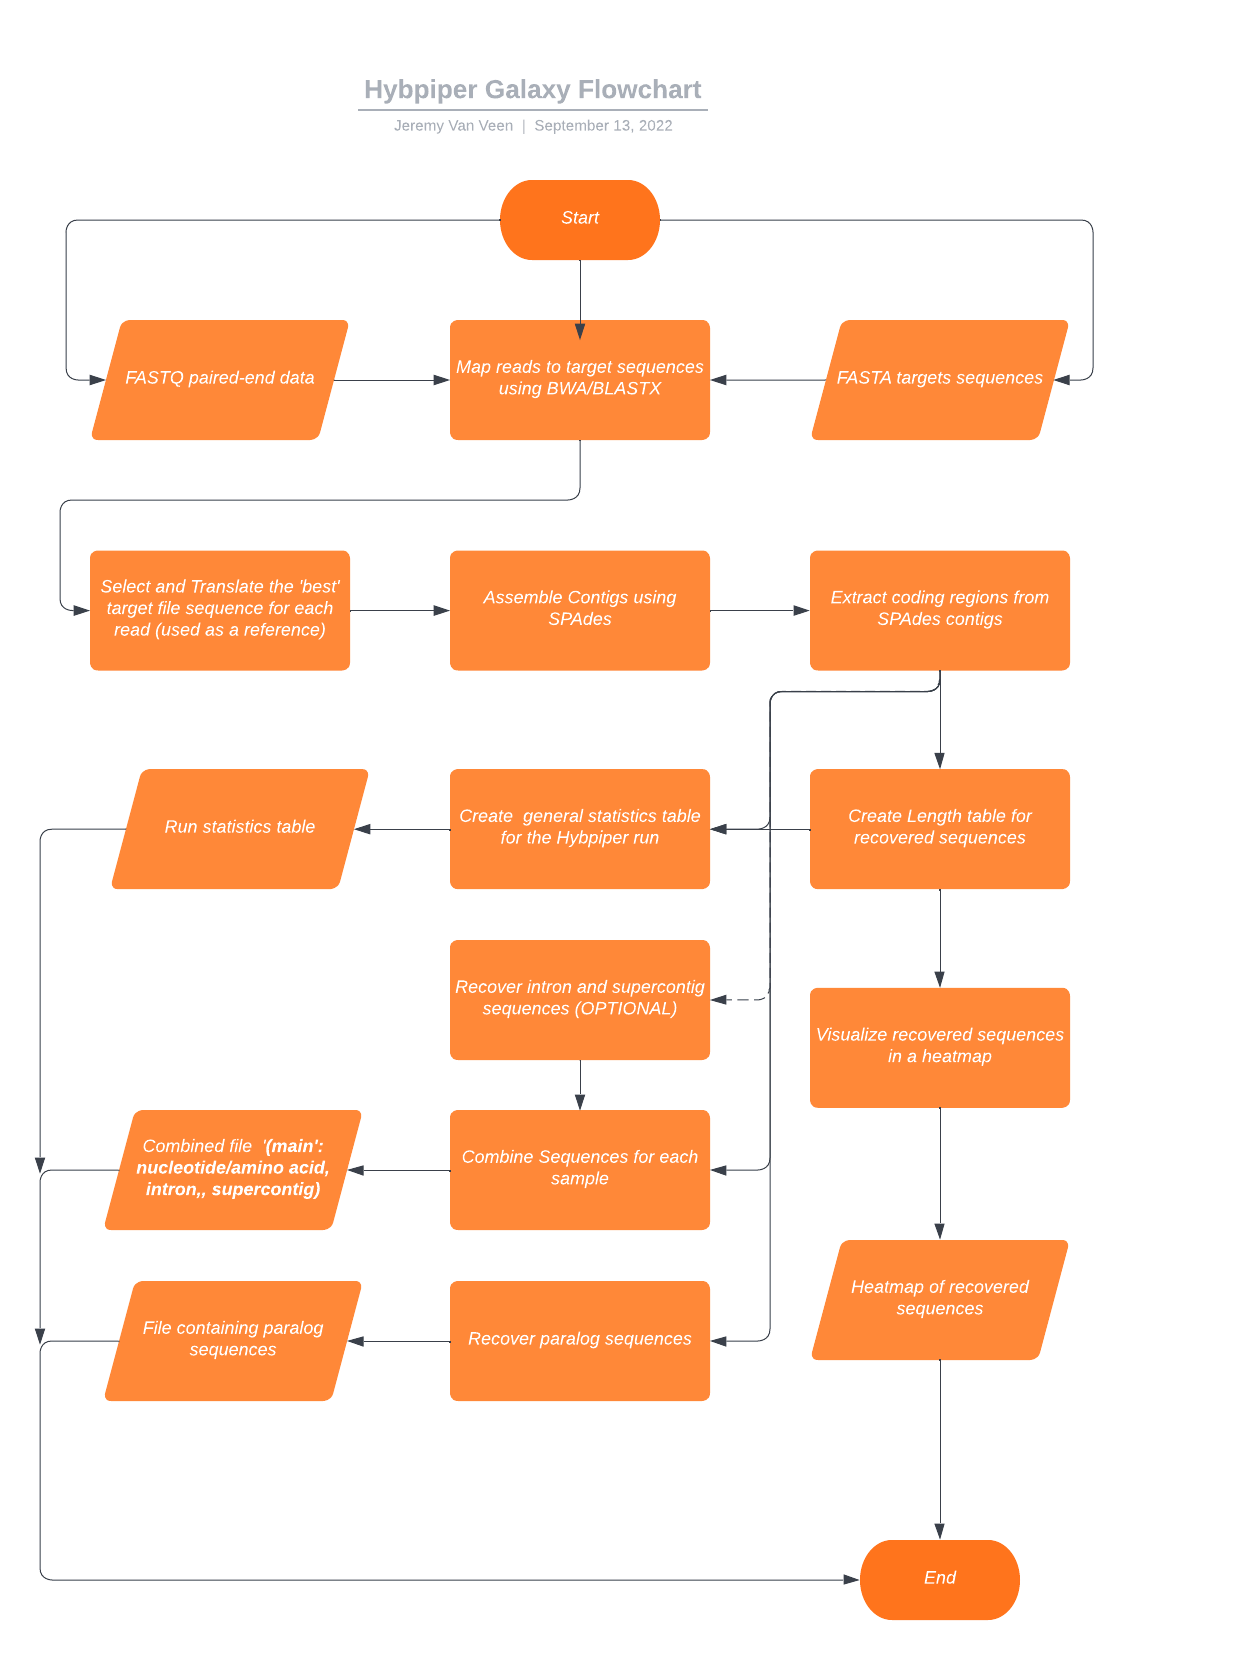 Hybpiper Galaxy Flowchart
Jeremy Van Veen | September 13, 2022
Start
FASTQ paired-end data
Map reads to target sequences
using BWA/BLASTX
FASTA targets sequences
Select and Translate the 'best'
target file sequence for each
read (used as a reference)
Assemble Contigs using
SPAdes
Extract coding regions from
SPAdes contigs
Run statistics table
Create  general statistics table
for the Hybpiper run
Create Length table for
recovered sequences
Recover intron and supercontig
sequences (OPTIONAL)
Visualize recovered sequences
in a heatmap
Combined file  '(main':
nucleotide/amino acid,
intron,, supercontig)
Combine Sequences for each
sample
Heatmap of recovered
sequences
File containing paralog
sequences
Recover paralog sequences
End